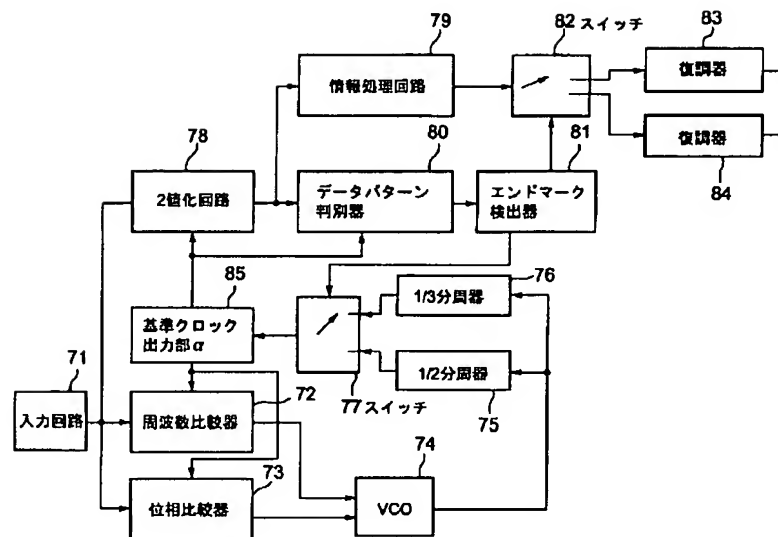 79
情報処理回路
82 スイッチ
83
復調器
復調器
84
78
2値化回路
80
データパターン
判別器
81
エンドマーク
検出器
85
基準クロック
出力部α
76
1/3分周器
77 スイッチ
1/2分周器
75
71
入力回路
72
周波数比較器
73
位相比較器
74
VCO